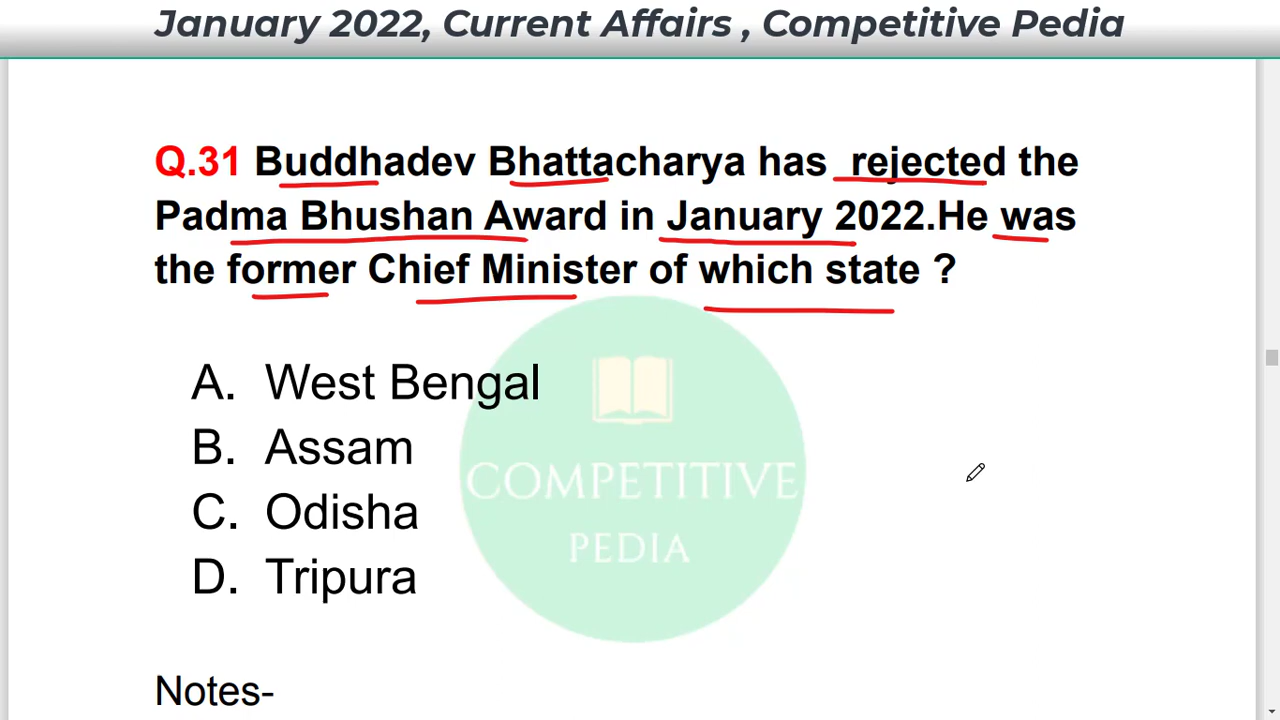 January 2022, Current Affairs , Competitive Pedia
Q.31 Buddhadev Bhattacharya has rejected the
Padma Bhushan Award in January 2022.He was
the former Chief Minister of which state ?
A. West Bengal
B. Assam
C. Odisha
D. Tripura
COMPETITIVE
PEDIA
Notes-